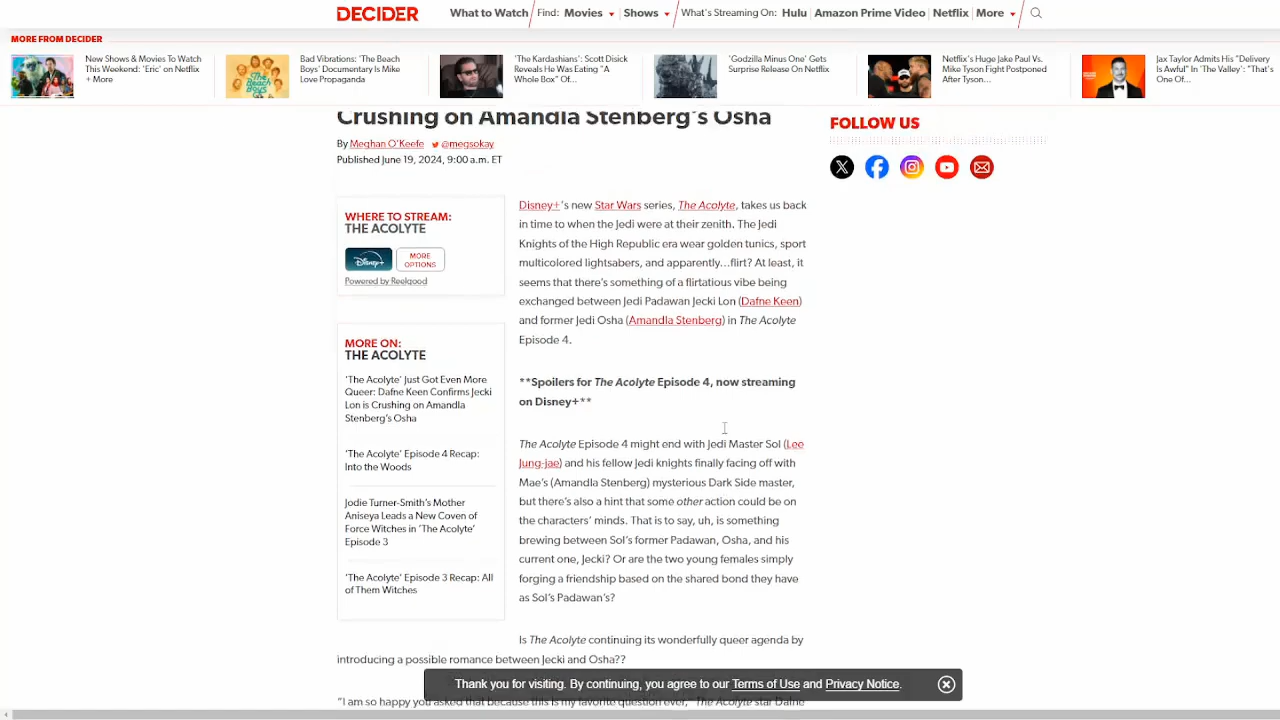 DECIDER
What to Watch
Find:
Movies
Shows
What's Streaming On:
Hulu
Amazon Prime Video
Netflix
More
MORE FROM DECIDER
New Shows & Movies To Watch
This Weekend: 'Eric' on Netflix
+ More
Bad Vibrations: 'The Beach
Boys' Documentary Is Mike
Love Propaganda
'The Kardashians': Scott Disick
Reveals He Was Eating "A
Whole Box" Of...
'Godzilla Minus One' Gets
Surprise Release On Netflix
Netflix's Huge Jake Paul Vs.
Mike Tyson Fight Postponed
After Tyson...
Jax Taylor Admits His "Delivery
Is Awful" In 'The Valley': "That's
One Of...
Crushing on Amandla Stenberg's Osha
By Meghan O'Keefe @megsokay
Published June 19, 2024, 9:00 a.m. ET
FOLLOW US
WHERE TO STREAM:
THE ACOLYTE
Disney+
MORE
OPTIONS
Powered by Reelgood
MORE ON:
THE ACOLYTE
'The Acolyte' Just Got Even More
Queer: Dafne Keen Confirms Jecki
Lon is Crushing on Amandla
Stenberg's Osha
'The Acolyte' Episode 4 Recap:
Into the Woods
Jodie Turner-Smith's Mother
Aniseya Leads a New Coven of
Force Witches in 'The Acolyte'
Episode 3
'The Acolyte' Episode 3 Recap: All
of Them Witches
Disney+'s new Star Wars series, The Acolyte, takes us back
in time to when the Jedi were at their zenith. The Jedi
Knights of the High Republic era wear golden tunics, sport
multicolored lightsabers, and apparently...flirt? At least, it
seems that there's something of a flirtatious vibe being
exchanged between Jedi Padawan Jecki Lon (Dafne Keen)
and former Jedi Osha (Amandla Stenberg) in The Acolyte
Episode 4.
**Spoilers for The Acolyte Episode 4, now streaming
on Disney+**
The Acolyte Episode 4 might end with Jedi Master Sol (Lee
Jung-jae) and his fellow Jedi knights finally facing off with
Mae's (Amandla Stenberg) mysterious Dark Side master,
but there's also a hint that some other action could be on
the characters' minds. That is to say, uh, is something
brewing between Sol's former Padawan, Osha, and his
current one, Jecki? Or are the two young females simply
forging a friendship based on the shared bond they have
as Sol's Padawan's?
Is The Acolyte continuing its wonderfully queer agenda by
introducing a possible romance between Jecki and Osha??
"I am so happy you asked that because this is my favorite question ever," The Acolyte star Dafne
Thank you for visiting. By continuing, you agree to our Terms of Use and Privacy Notice.